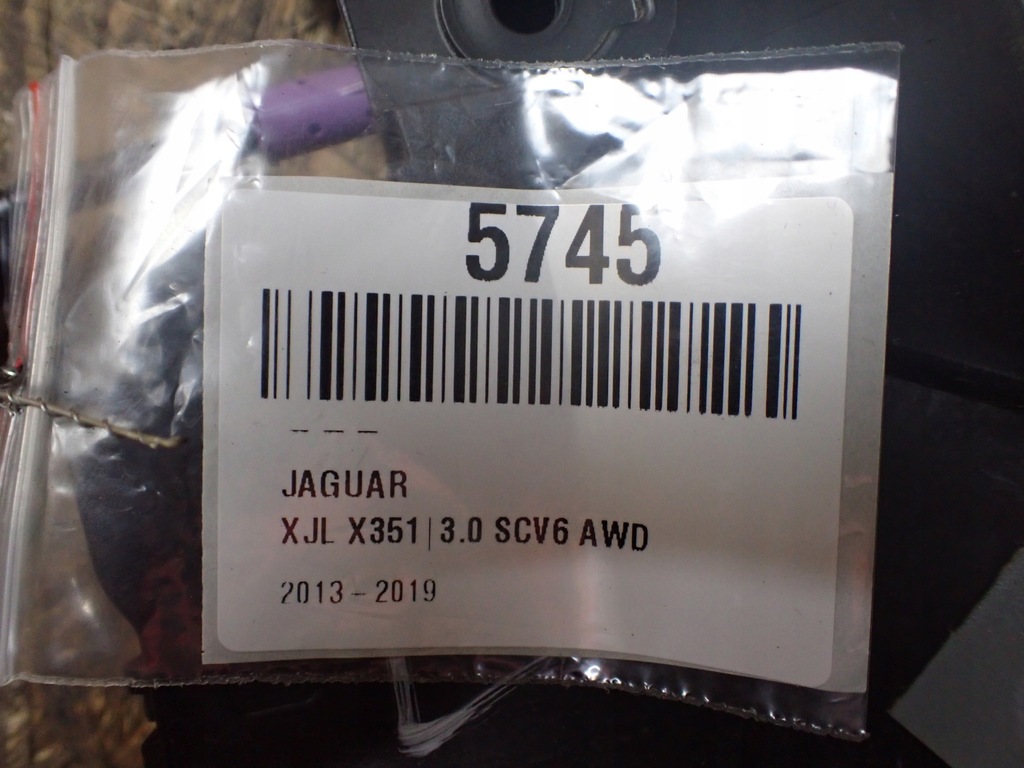 5745
– – –
JAGUAR
XJL X351 | 3.0 SCV6 AWD
2013 – 2019